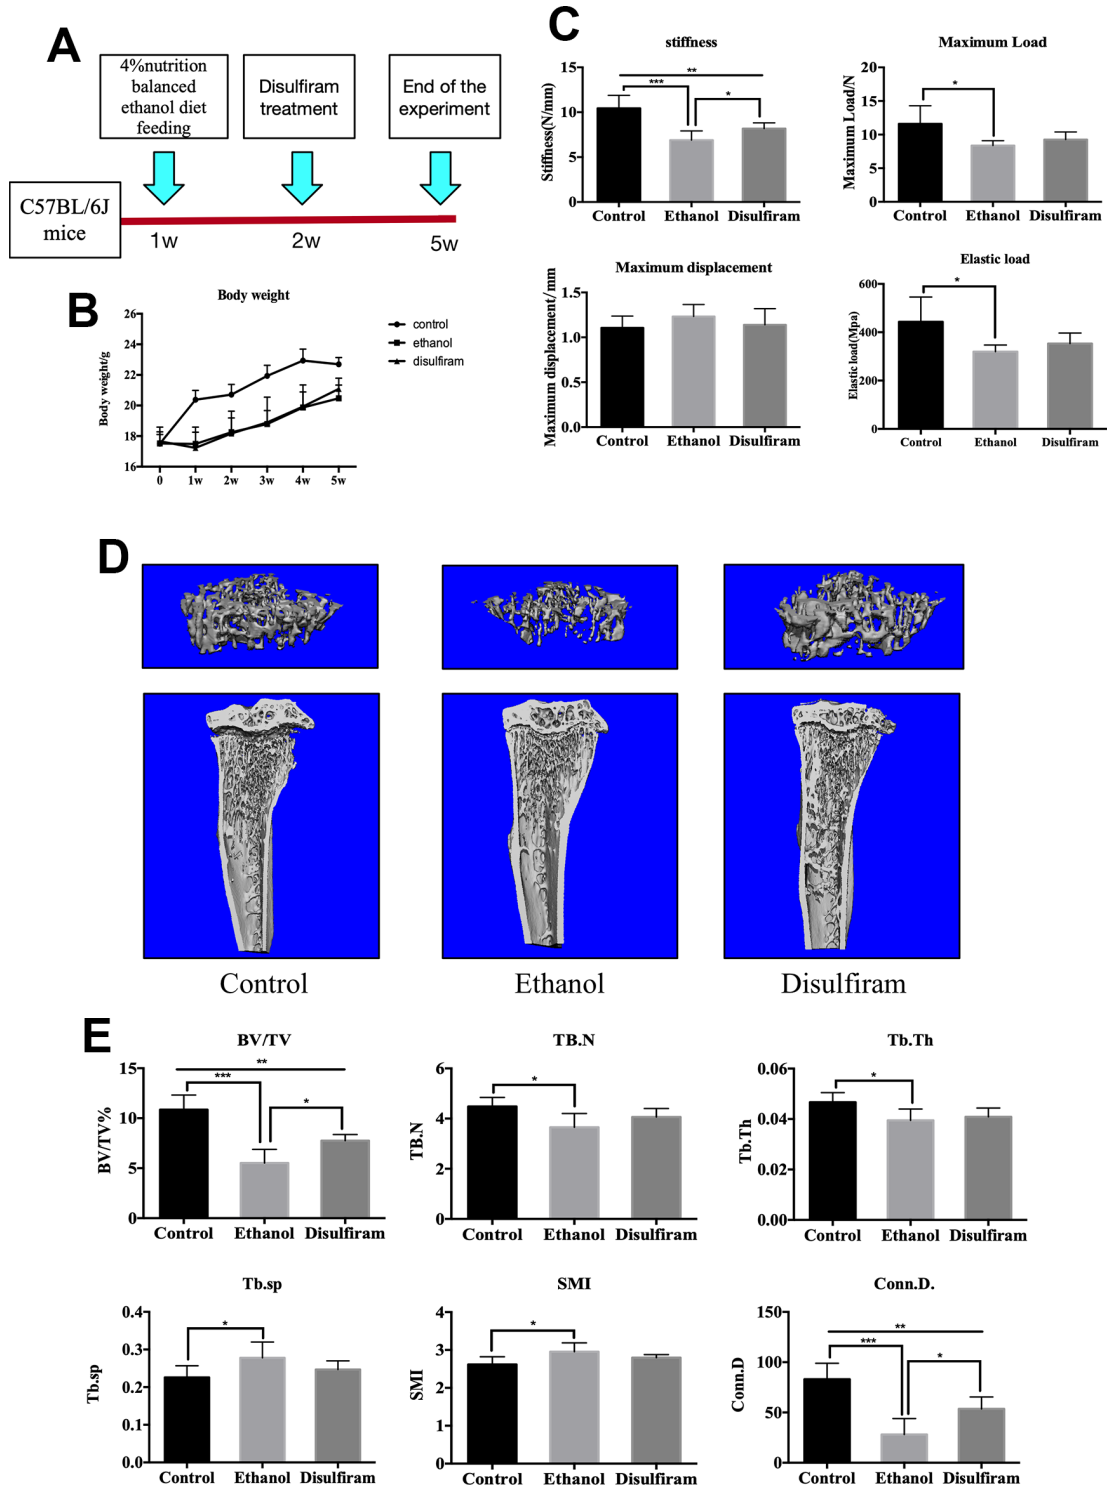 A
4%nutrition
balanced
ethanol diet
feeding
Disulfiram
treatment
End of the
experiment
C57BL/6J
mice
1w
2w
5w
B
Body weight
Body weight/g
26
24
22
20
18
16
0
1w
2w
3w
4w
5w
control
ethanol
disulfiram
C
stiffness
Stiffness(N/mm)
15
10
5
0
***
**
*
Control
Ethanol
Disulfiram
Maximum Load
Maximum Load/N
20
15
10
5
0
*
Control
Ethanol
Disulfiram
Maximum displacement
Maximum displacement/mm
1.5
1.0
0.5
0.0
Control
Ethanol
Disulfiram
Elastic load
Elastic load(Mpa)
600
400
200
0
*
Control
Ethanol
Disulfiram
D
Control
Ethanol
Disulfiram
E
BV/TV
BV/TV%
15
10
5
0
**
***
*
Control
Ethanol
Disulfiram
TB.N
TB.N
6
4
2
0
*
Control
Ethanol
Disulfiram
Tb.Th
Tb.Th
0.06
0.04
0.02
0.00
*
Control
Ethanol
Disulfiram
Tb.sp
Tb.sp
0.4
0.3
0.2
0.1
0.0
*
Control
Ethanol
Disulfiram
SMI
SMI
4
3
2
1
0
*
Control
Ethanol
Disulfiram
Conn.D.
Conn.D
150
100
50
0
**
***
*
Control
Ethanol
Disulfiram